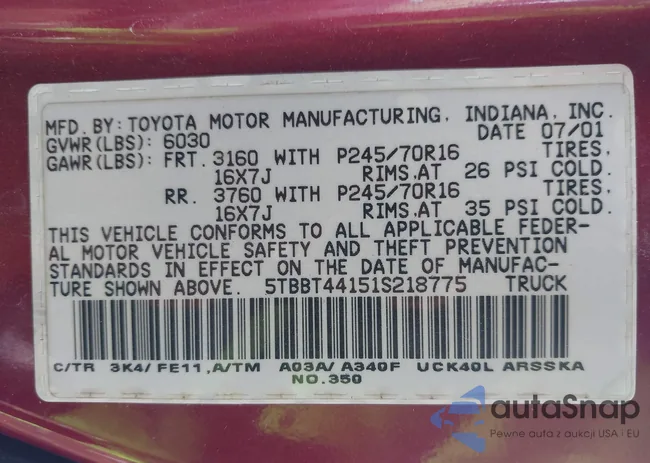 MFD. BY: TOYOTA MOTOR MANUFACTURING, INDIANA, INC.
GVWR(LBS): 6030 DATE 07/01
GAWR(LBS): FRT. 3160 WITH P245/70R16 TIRES,
16X7J RIMS,AT 26 PSI COLD.
RR. 3760 WITH P245/70R16 TIRES,
16X7J RIMS,AT 35 PSI COLD.
THIS VEHICLE CONFORMS TO ALL APPLICABLE FEDER-
AL MOTOR VEHICLE SAFETY AND THEFT PREVENTION
STANDARDS IN EFFECT ON THE DATE OF MANUFAC-
TURE SHOWN ABOVE. 5TBBT44151S218775 TRUCK
C/TR 3K4/FE11,A/TM A03A/A340F UCK40L ARSSKA
NO.350
autaSnap
Pewne auta z aukcji USA i EU